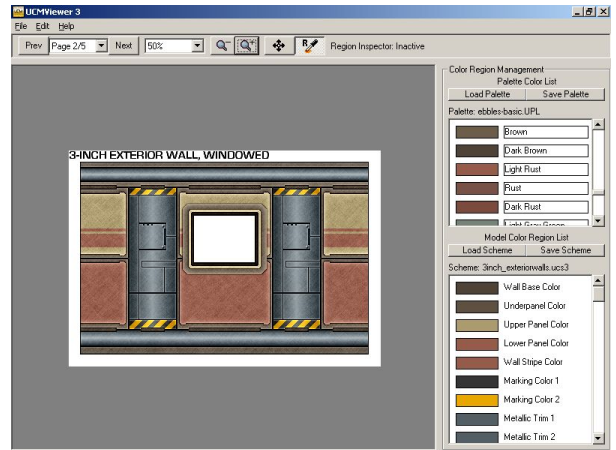 UCMViewer 3
File Edit Help
Prev Page 2/5 Next 50% Region Inspector: Inactive
Color Region Management
Palette Color List
Load Palette Save Palette
Palette: ebbles-basic.UPL
Brown
Dark Brown
Light Rust
Rust
Dark Rust
Light Gray Green
Model Color Region List
Load Scheme Save Scheme
Scheme: 3inch_exteriorwalls.ucs3
Wall Base Color
Underpanel Color
Upper Panel Color
Lower Panel Color
Wall Stripe Color
Marking Color 1
Marking Color 2
Metallic Trim 1
Metallic Trim 2
3-INCH EXTERIOR WALL, WINDOWED